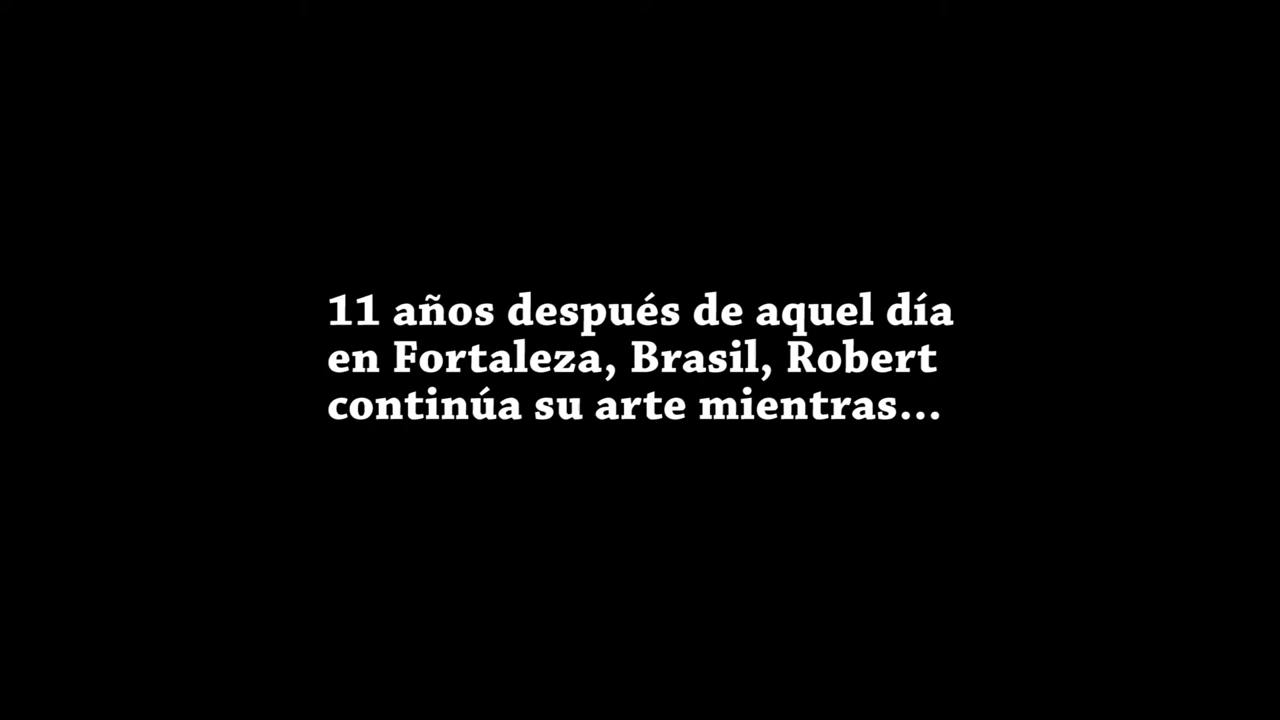 11 años después de aquel día
en Fortaleza, Brasil, Robert
continúa su arte mientras...